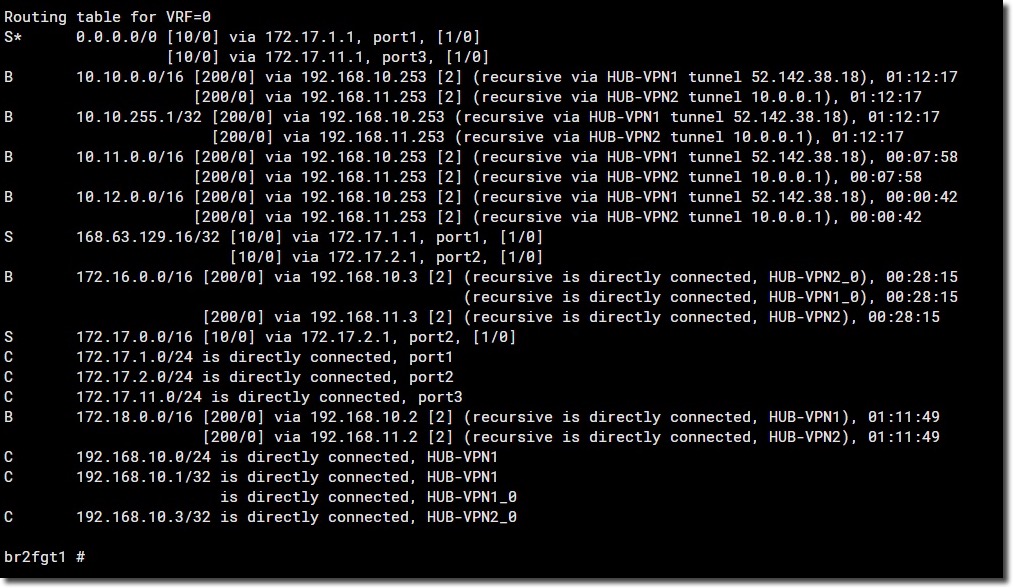 Routing table for VRF=0
S*      0.0.0.0/0 [10/0] via 172.17.1.1, port1, [1/0]
                  [10/0] via 172.17.11.1, port3, [1/0]
B       10.10.0.0/16 [200/0] via 192.168.10.253 [2] (recursive via HUB-VPN1 tunnel 52.142.38.18), 01:12:17
                     [200/0] via 192.168.11.253 [2] (recursive via HUB-VPN2 tunnel 10.0.0.1), 01:12:17
B       10.10.255.1/32 [200/0] via 192.168.10.253 (recursive via HUB-VPN1 tunnel 52.142.38.18), 01:12:17
                       [200/0] via 192.168.11.253 (recursive via HUB-VPN2 tunnel 10.0.0.1), 01:12:17
B       10.11.0.0/16 [200/0] via 192.168.10.253 [2] (recursive via HUB-VPN1 tunnel 52.142.38.18), 00:07:58
                     [200/0] via 192.168.11.253 [2] (recursive via HUB-VPN2 tunnel 10.0.0.1), 00:07:58
B       10.12.0.0/16 [200/0] via 192.168.10.253 [2] (recursive via HUB-VPN1 tunnel 52.142.38.18), 00:00:42
                     [200/0] via 192.168.11.253 [2] (recursive via HUB-VPN2 tunnel 10.0.0.1), 00:00:42
S       168.63.129.16/32 [10/0] via 172.17.1.1, port1, [1/0]
                         [10/0] via 172.17.2.1, port2, [1/0]
B       172.16.0.0/16 [200/0] via 192.168.10.3 [2] (recursive is directly connected, HUB-VPN2_0), 00:28:15
                                                   (recursive is directly connected, HUB-VPN1_0), 00:28:15
                      [200/0] via 192.168.11.3 [2] (recursive is directly connected, HUB-VPN2), 00:28:15
S       172.17.0.0/16 [10/0] via 172.17.2.1, port2, [1/0]
C       172.17.1.0/24 is directly connected, port1
C       172.17.2.0/24 is directly connected, port2
C       172.17.11.0/24 is directly connected, port3
B       172.18.0.0/16 [200/0] via 192.168.10.2 [2] (recursive is directly connected, HUB-VPN1), 01:11:49
                      [200/0] via 192.168.11.2 [2] (recursive is directly connected, HUB-VPN2), 01:11:49
C       192.168.10.0/24 is directly connected, HUB-VPN1
C       192.168.10.1/32 is directly connected, HUB-VPN1
                        is directly connected, HUB-VPN1_0
C       192.168.10.3/32 is directly connected, HUB-VPN2_0
br2fgt1 #